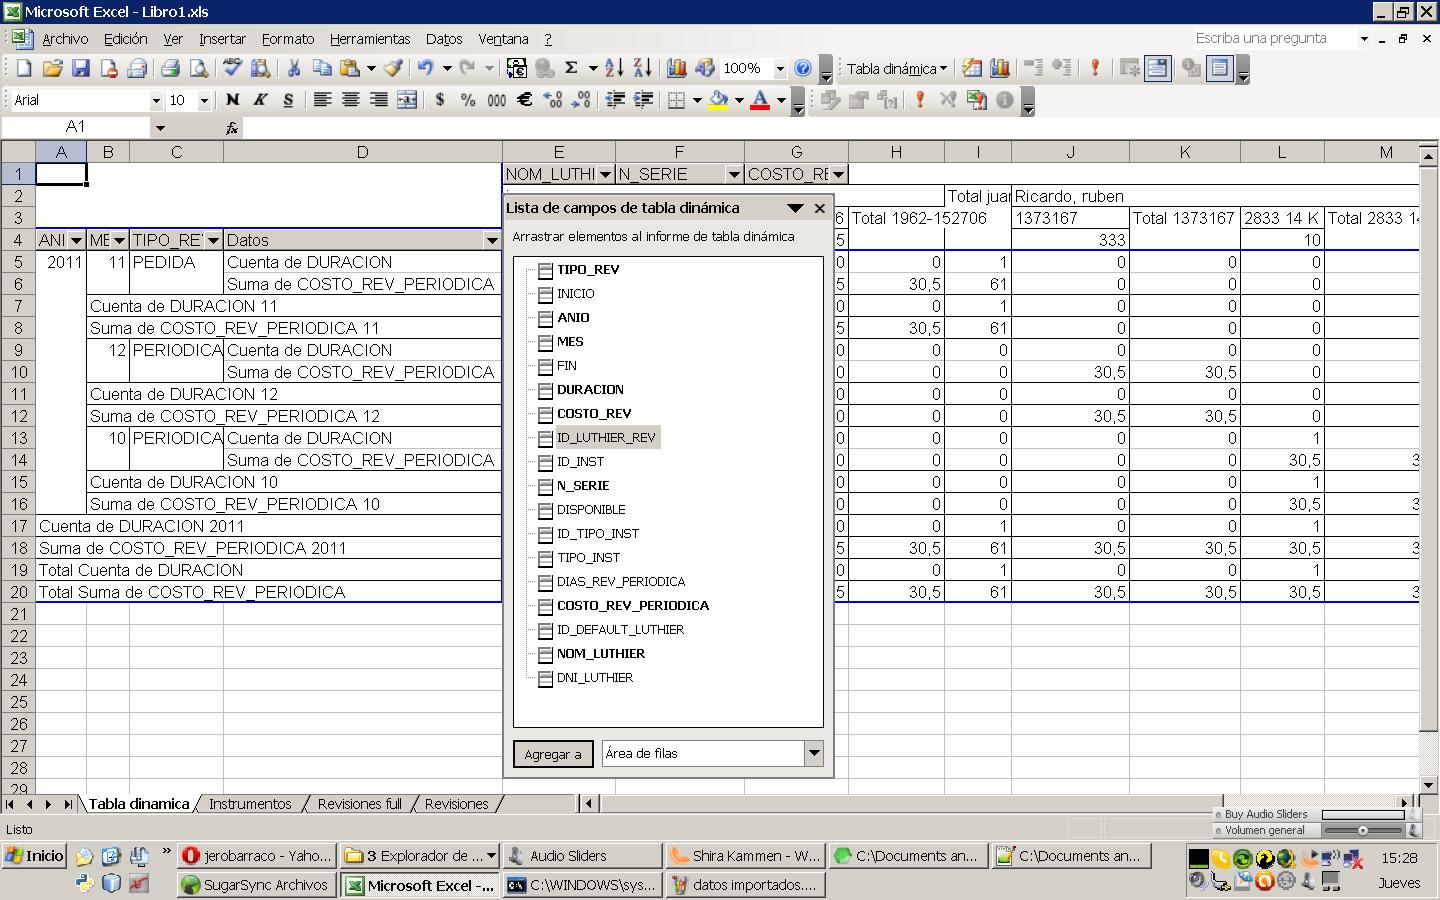 Microsoft Excel - Libro1.xls
Archivo Edición Ver Insertar Formato Herramientas Datos Ventana ? Escriba una pregunta
100% Tabla dinámica
Arial 10 N K S $ % 000 €
A1 fx
A B C D E F G H I J K L M
1 NOM_LUTHI N_SERIE COSTO_RE
2 Total juar Ricardo, ruben
3 6 Total 1962-152706 1373167 Total 1373167 2833 14 K Total 2833 14
4 ANI ME TIPO_RE Datos 5 333 10
5 2011 11 PEDIDA Cuenta de DURACION 0 0 1 0 0 0
6 Suma de COSTO_REV_PERIODICA 5 30,5 61 0 0 0
7 Cuenta de DURACION 11 0 0 1 0 0 0
8 Suma de COSTO_REV_PERIODICA 11 5 30,5 61 0 0 0
9 12 PERIODICA Cuenta de DURACION 0 0 0 0 0 0
10 Suma de COSTO_REV_PERIODICA 0 0 0 30,5 30,5 0
11 Cuenta de DURACION 12 0 0 0 0 0 0
12 Suma de COSTO_REV_PERIODICA 12 0 0 0 30,5 30,5 0
13 10 PERIODICA Cuenta de DURACION 0 0 0 0 0 1
14 Suma de COSTO_REV_PERIODICA 0 0 0 0 0 30,5 3
15 Cuenta de DURACION 10 0 0 0 0 0 1
16 Suma de COSTO_REV_PERIODICA 10 0 0 0 0 0 30,5 3
17 Cuenta de DURACION 2011 0 0 1 0 0 1
18 Suma de COSTO_REV_PERIODICA 2011 5 30,5 61 30,5 30,5 30,5 3
19 Total Cuenta de DURACION 0 0 1 0 0 1
20 Total Suma de COSTO_REV_PERIODICA 5 30,5 61 30,5 30,5 30,5 3
21
22
23
24
25
26
27
28
29
Lista de campos de tabla dinámica
Arrastrar elementos al informe de tabla dinámica
TIPO_REV
INICIO
ANIO
MES
FIN
DURACION
COSTO_REV
ID_LUTHIER_REV
ID_INST
N_SERIE
DISPONIBLE
ID_TIPO_INST
TIPO_INST
DIAS_REV_PERIODICA
COSTO_REV_PERIODICA
ID_DEFAULT_LUTHIER
NOM_LUTHIER
DNI_LUTHIER
Agregar a Área de filas
Tabla dinamica Instrumentos Revisiones full Revisiones
Listo
Buy Audio Sliders
Volumen general
Inicio » jerobarraco - Yaho... 3 Explorador de ... Audio Sliders Shira Kammen - W... C:\Documents an... C:\Documents an... 15:28
SugarSync Archivos Microsoft Excel -... C:\WINDOWS\sys... datos importados.... Jueves